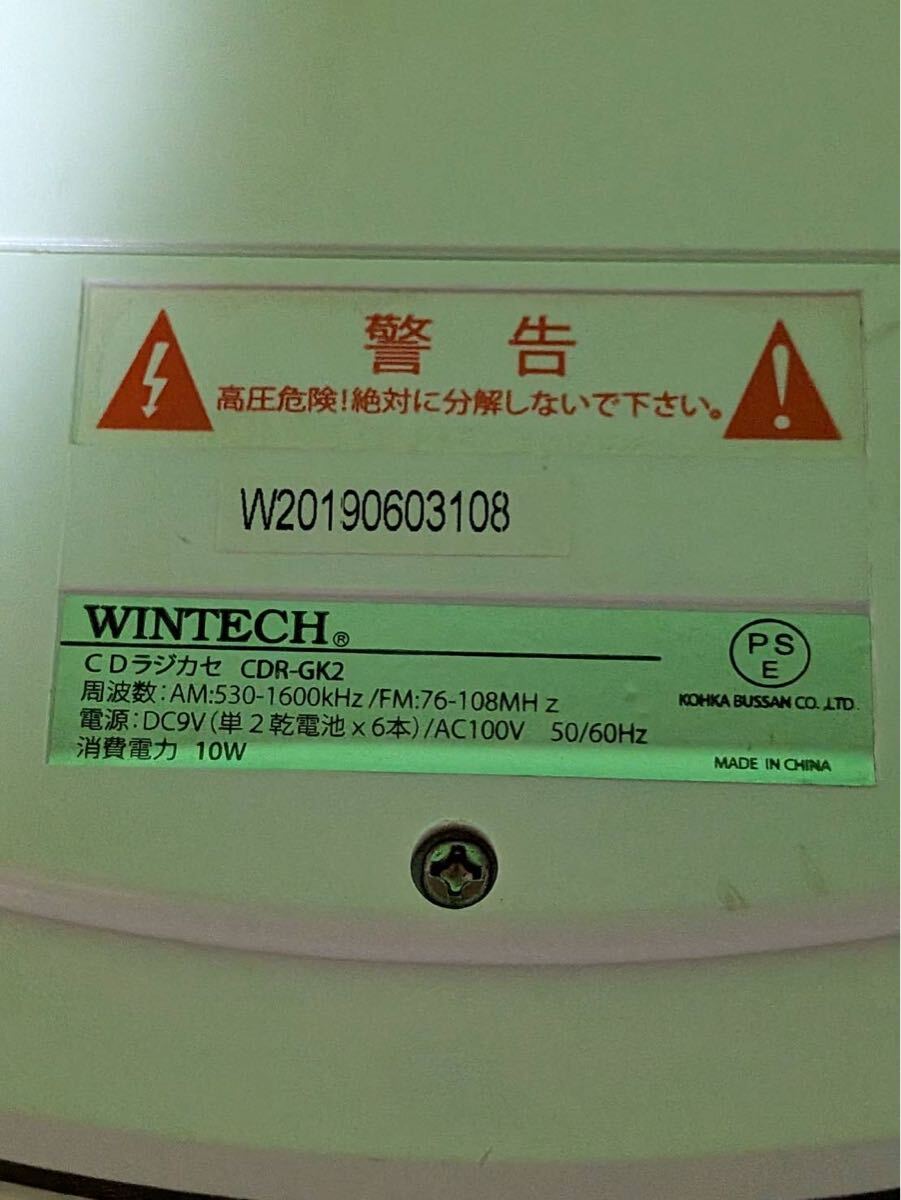 警告
高圧危険!絶対に分解しないで下さい。
W20190603108
WINTECH®
CDラジカセ CDR-GK2
周波数:AM:530-1600kHz/FM:76-108MHz
電源:DC9V(単2乾電池x6本)/AC100V 50/60Hz
消費電力 10W
PS
E
KOHKA BUSSAN CO.,LTD.
MADE IN CHINA